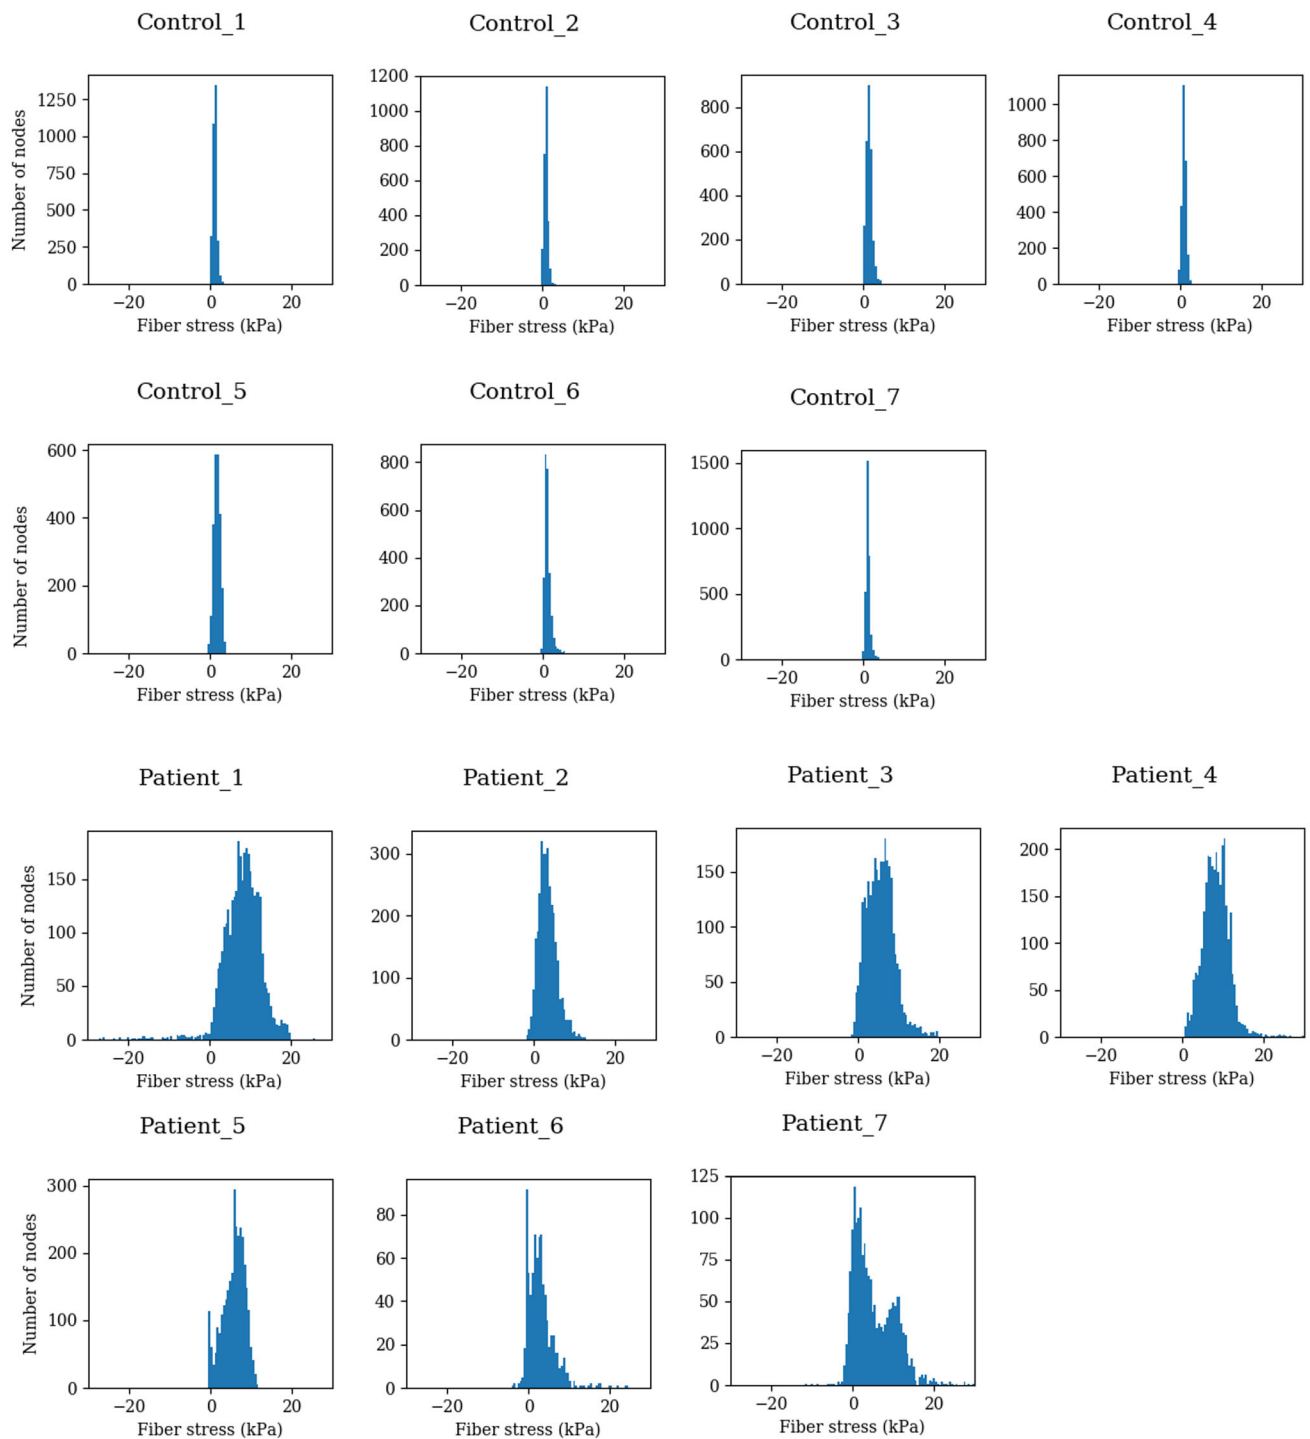 Control_1 Control_2 Control_3 Control_4
Number of nodes
1250
1000
750
500
250
0
−20 0 20
Fiber stress (kPa)
1200
1000
800
600
400
200
0
−20 0 20
Fiber stress (kPa)
800
600
400
200
0
−20 0 20
Fiber stress (kPa)
1000
800
600
400
200
0
−20 0 20
Fiber stress (kPa)
Control_5 Control_6 Control_7
Number of nodes
600
400
200
0
−20 0 20
Fiber stress (kPa)
800
600
400
200
0
−20 0 20
Fiber stress (kPa)
1500
1000
500
0
−20 0 20
Fiber stress (kPa)
Patient_1 Patient_2 Patient_3 Patient_4
Number of nodes
150
100
50
0
−20 0 20
Fiber stress (kPa)
300
200
100
0
−20 0 20
Fiber stress (kPa)
150
100
50
0
−20 0 20
Fiber stress (kPa)
200
150
100
50
0
−20 0 20
Fiber stress (kPa)
Patient_5 Patient_6 Patient_7
Number of nodes
300
200
100
0
−20 0 20
Fiber stress (kPa)
80
60
40
20
0
−20 0 20
Fiber stress (kPa)
125
100
75
50
25
0
−20 0 20
Fiber stress (kPa)